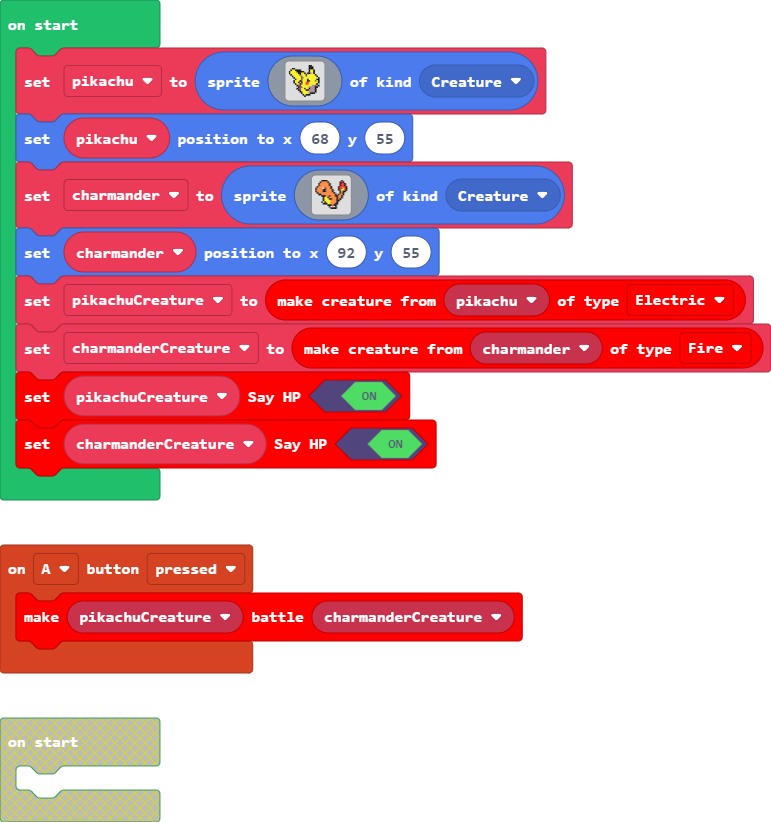 on start
set pikachu to sprite of kind Creature
set pikachu position to x 68 y 55
set charmander to sprite of kind Creature
set charmander position to x 92 y 55
set pikachuCreature to make creature from pikachu of type Electric
set charmanderCreature to make creature from charmander of type Fire
set pikachuCreature Say HP ON
set charmanderCreature Say HP ON
on A button pressed
make pikachuCreature battle charmanderCreature
on start